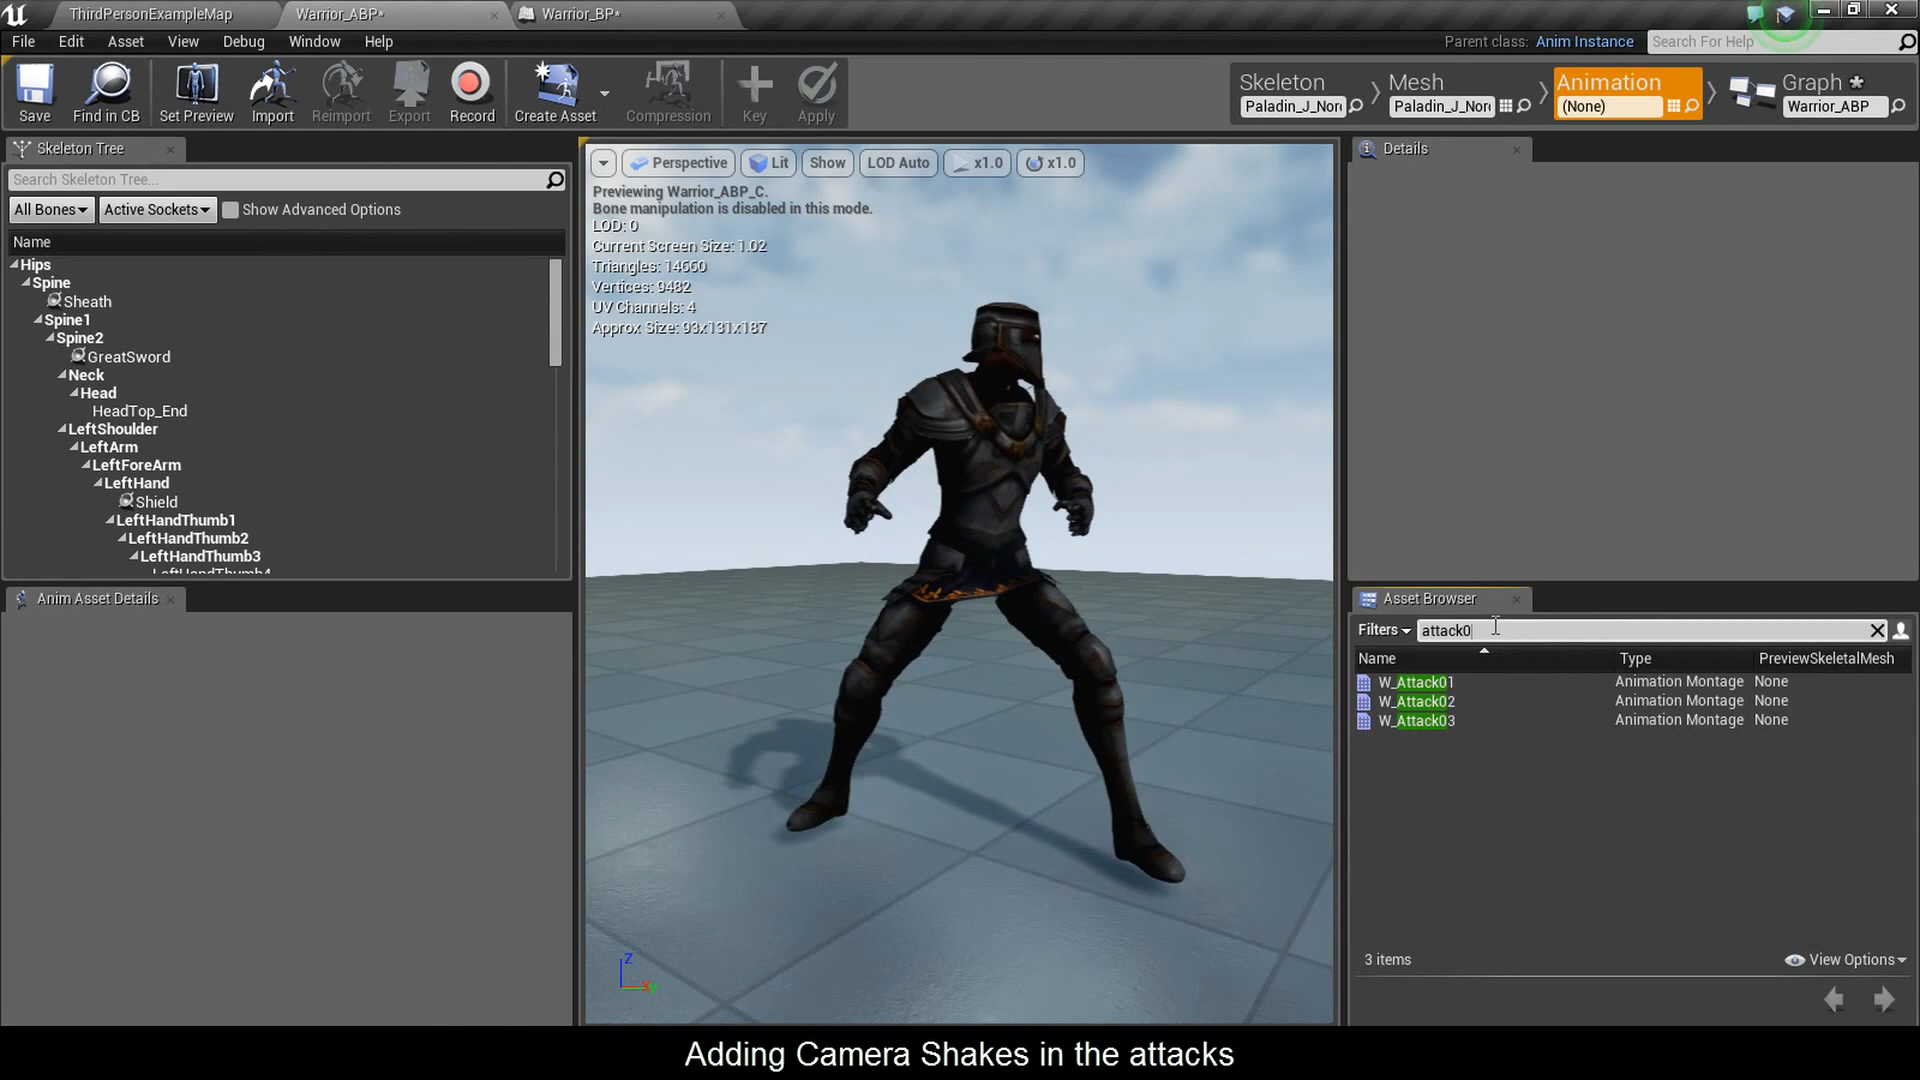 ThirdPersonExampleMap
Warrior_ABP*
Warrior_BP*
File
Edit
Asset
View
Debug
Window
Help
Parent class: Anim Instance
Search For Help
Save
Find in CB
Set Preview
Import
Reimport
Export
Record
Create Asset
Compression
Key
Apply
Skeleton
Paladin_J_Nor
Mesh
Paladin_J_Nor
Animation
(None)
Graph
Warrior_ABP
Skeleton Tree
Search Skeleton Tree...
All Bones
Active Sockets
Show Advanced Options
Name
Hips
Spine
Sheath
Spine1
Spine2
GreatSword
Neck
Head
HeadTop_End
LeftShoulder
LeftArm
LeftForeArm
LeftHand
Shield
LeftHandThumb1
LeftHandThumb2
LeftHandThumb3
LeftHandThumb4
Anim Asset Details
Perspective
Lit
Show
LOD Auto
x1.0
x1.0
Previewing Warrior_ABP_C.
Bone manipulation is disabled in this mode.
LOD: 0
Current Screen Size: 1.02
Triangles: 14660
Vertices: 9482
UV Channels: 4
Approx Size: 93x131x187
Z
X
Details
Asset Browser
Filters
attack0
Name
Type
PreviewSkeletalMesh
W_Attack01 Animation Montage None
W_Attack02 Animation Montage None
W_Attack03 Animation Montage None
3 items
View Options
Adding Camera Shakes in the attacks